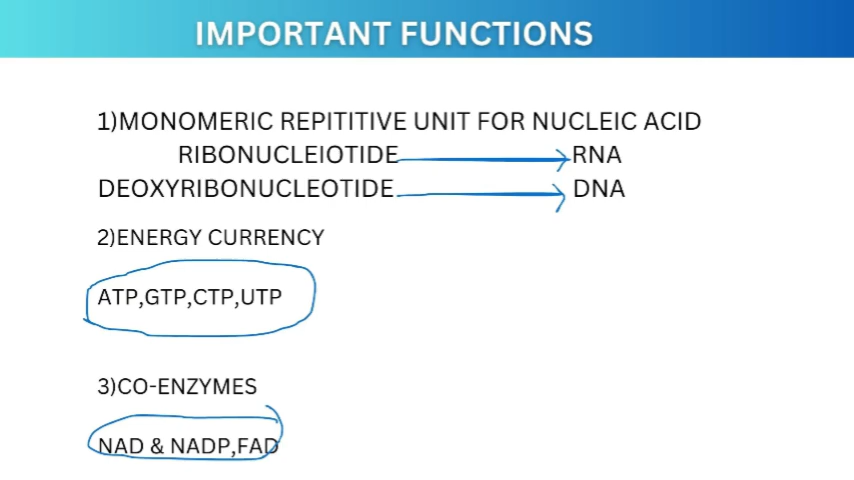 IMPORTANT FUNCTIONS
1)MONOMERIC REPITITIVE UNIT FOR NUCLEIC ACID
RIBONUCLEIOTIDE RNA
DEOXYRIBONUCLEOTIDE DNA
2)ENERGY CURRENCY
ATP,GTP,CTP,UTP
3)CO-ENZYMES
NAD & NADP,FAD